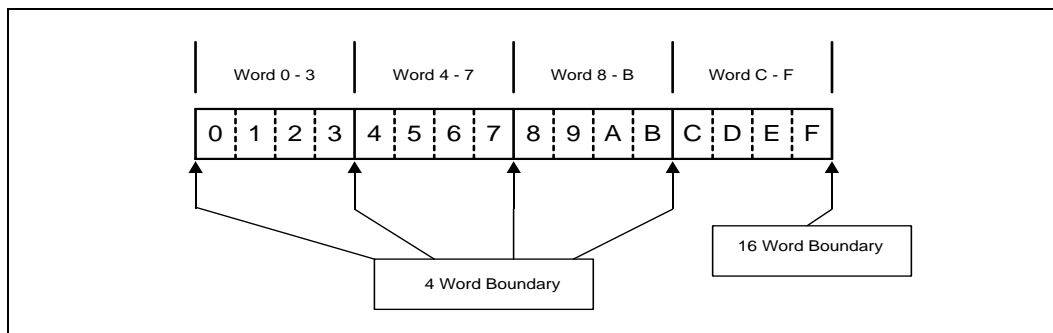 Word 0 - 3 Word 4 - 7 Word 8 - B Word C - F
0 1 2 3 4 5 6 7 8 9 A B C D E F
16 Word Boundary
4 Word Boundary